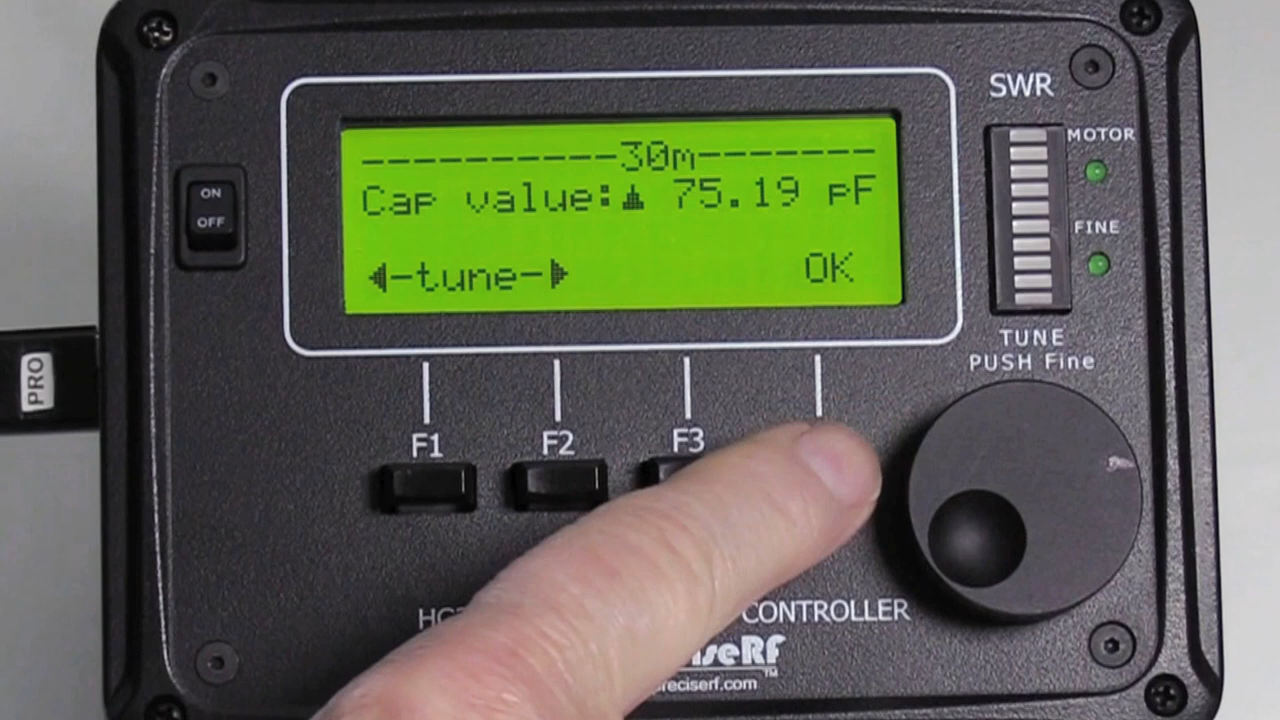 SWR
----------30m-------
MOTOR
ON
Cap value:▲ 75.19 pF
OFF
FINE
◀-tune-▶ OK
TUNE
PUSH Fine
PRO
F1 F2 F3
CONTROLLER